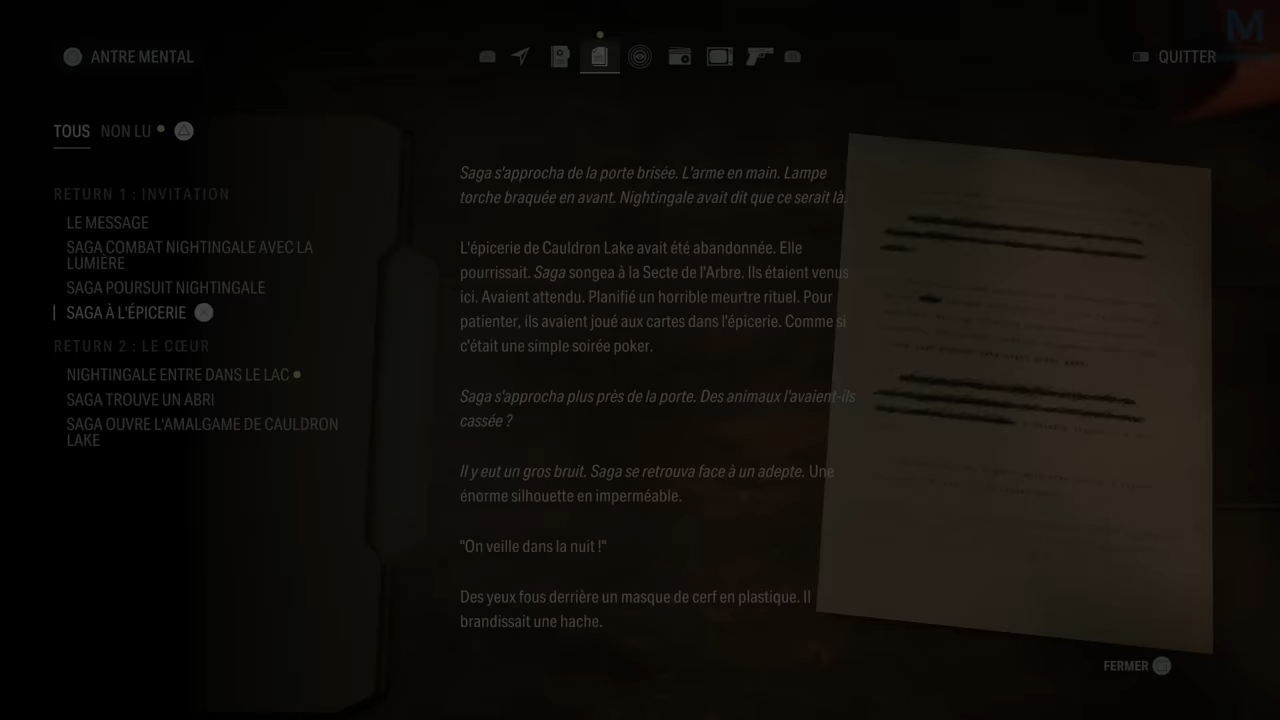 M
ANTRE MENTAL
QUITTER
TOUS NON LU
RETURN 1 : INVITATION
LE MESSAGE
SAGA COMBAT NIGHTINGALE AVEC LA
LUMIÈRE
SAGA POURSUIT NIGHTINGALE
SAGA À L'ÉPICERIE
RETURN 2 : LE CŒUR
NIGHTINGALE ENTRE DANS LE LAC
SAGA TROUVE UN ABRI
SAGA OUVRE L'AMALGAME DE CAULDRON
LAKE
Saga s'approcha de la porte brisée. L'arme en main. Lampe
torche braquée en avant. Nightingale avait dit que ce serait là.
L'épicerie de Cauldron Lake avait été abandonnée. Elle
pourrissait. Saga songea à la Secte de l'Arbre. Ils étaient venus
ici. Avaient attendu. Planifié un horrible meurtre rituel. Pour
patienter, ils avaient joué aux cartes dans l'épicerie. Comme si
c'était une simple soirée poker.
Saga s'approcha plus près de la porte. Des animaux l'avaient-ils
cassée ?
Il y eut un gros bruit. Saga se retrouva face à un adepte. Une
énorme silhouette en imperméable.
"On veille dans la nuit !"
Des yeux fous derrière un masque de cerf en plastique. Il
brandissait une hache.
FERMER